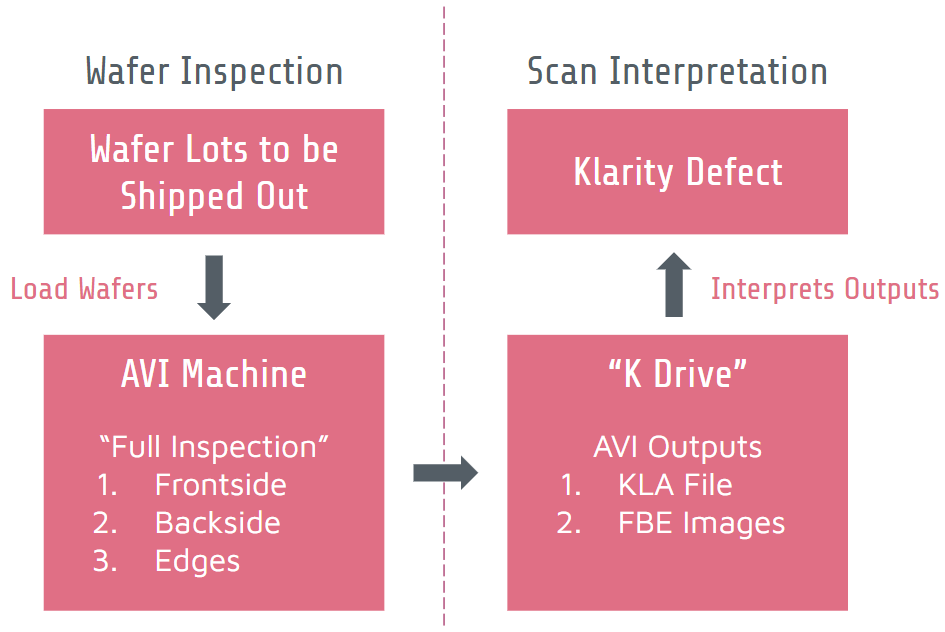 Wafer Inspection
Wafer Lots to be
Shipped Out
Load Wafers
AVI Machine
“Full Inspection”
1. Frontside
2. Backside
3. Edges
Scan Interpretation
Klarity Defect
Interprets Outputs
“K Drive”
AVI Outputs
1. KLA File
2. FBE Images